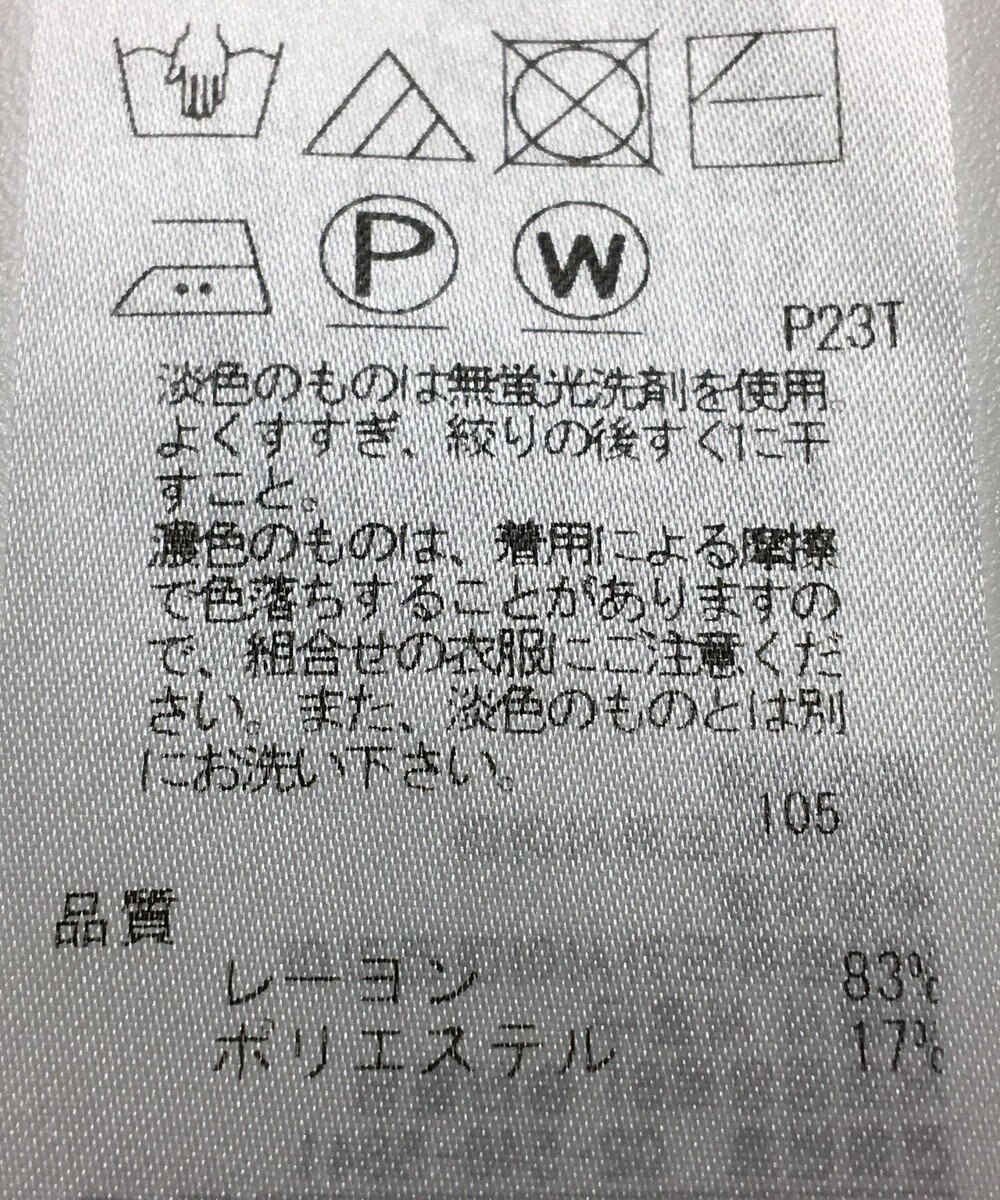 P
W
P23T
淡色のものは無蛍光洗剤を使用。
よくすすぎ、絞りの後すぐに干
すこと。
濃色のものは、着用による摩擦
で色落ちすることがありますの
で、組合せの衣服にご注意くだ
さい。また、淡色のものとは別
にお洗い下さい。
105
品質
レーヨン 83%
ポリエステル 17%